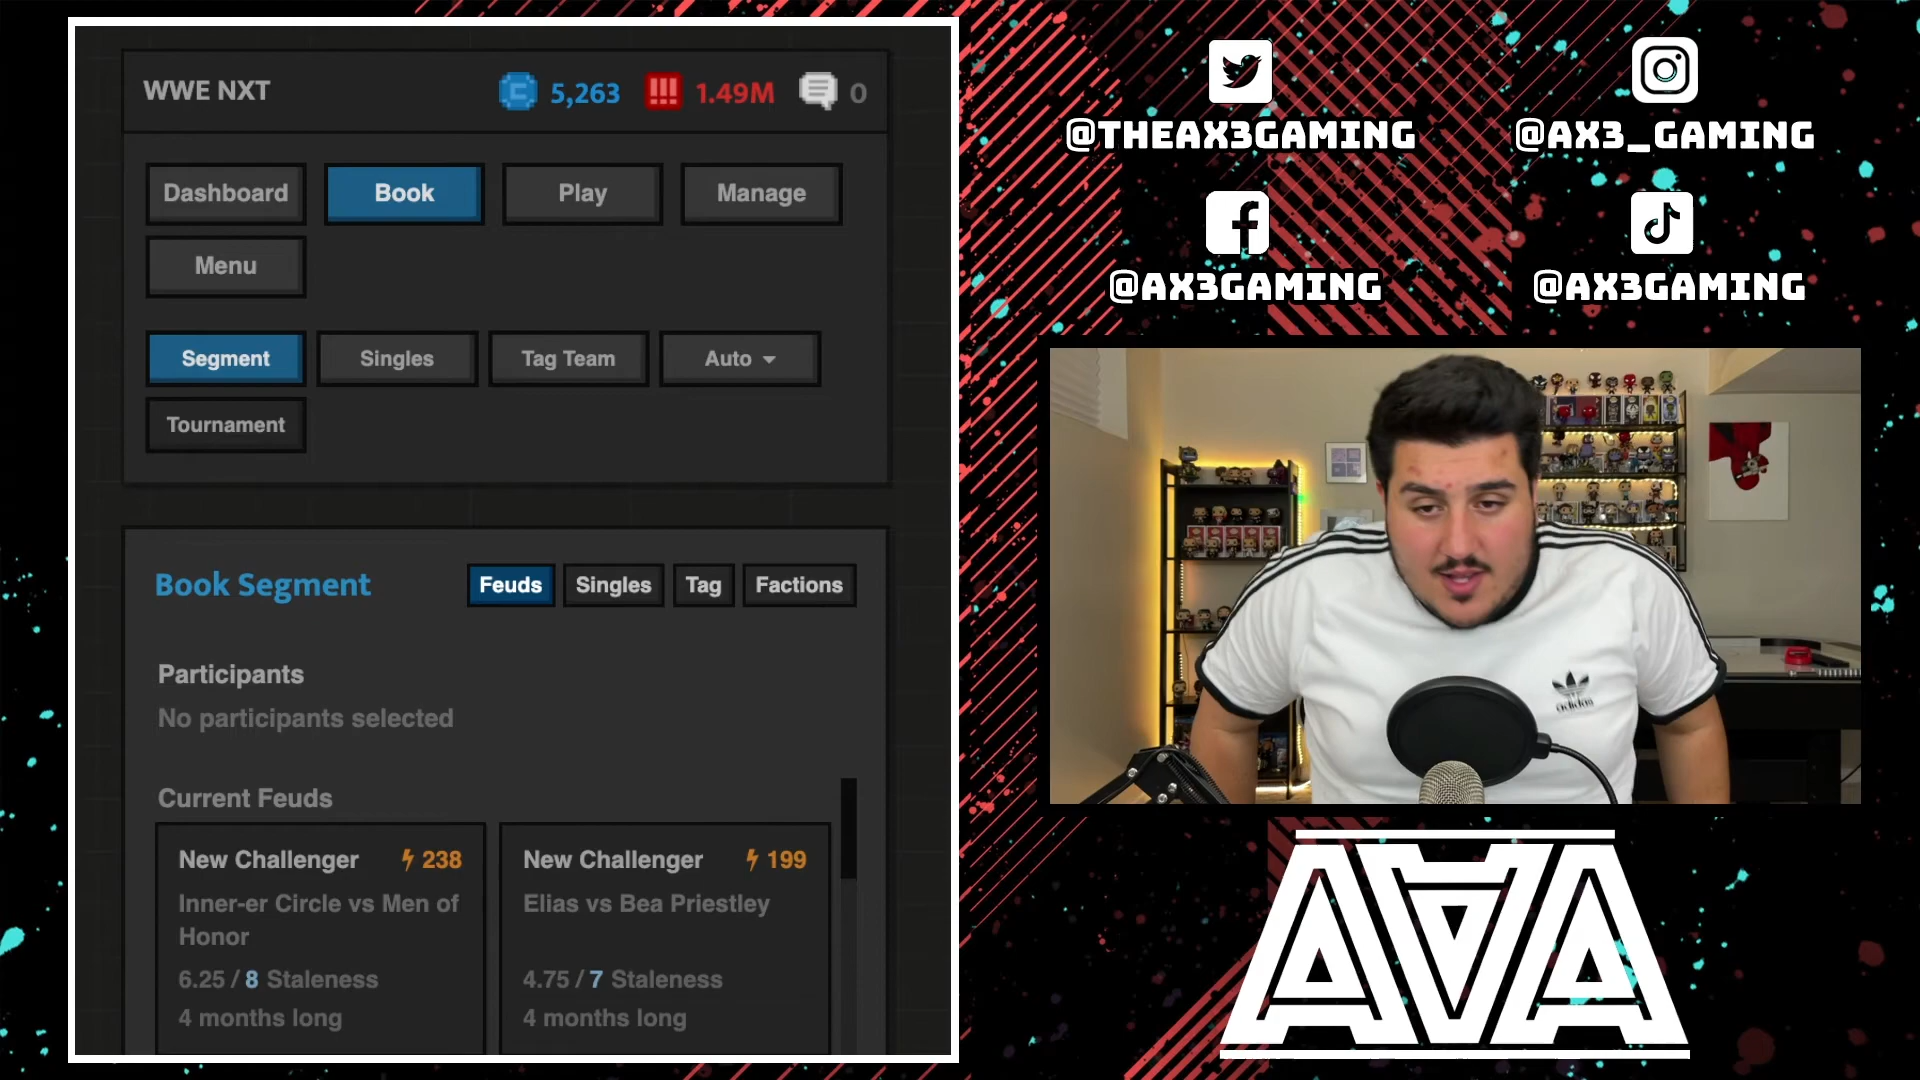 WWE NXT
5,263
1.49M
0
Dashboard
Book
Play
Manage
Menu
Segment
Singles
Tag Team
Auto
Tournament
Book Segment
Feuds
Singles
Tag
Factions
Participants
No participants selected
Current Feuds
New Challenger
238
Inner-er Circle vs Men of
Honor
6.25 / 8 Staleness
4 months long
New Challenger
199
Elias vs Bea Priestley
4.75 / 7 Staleness
4 months long
@THEAX3GAMING
@AX3_GAMING
@AX3GAMING
@AX3GAMING
adidas